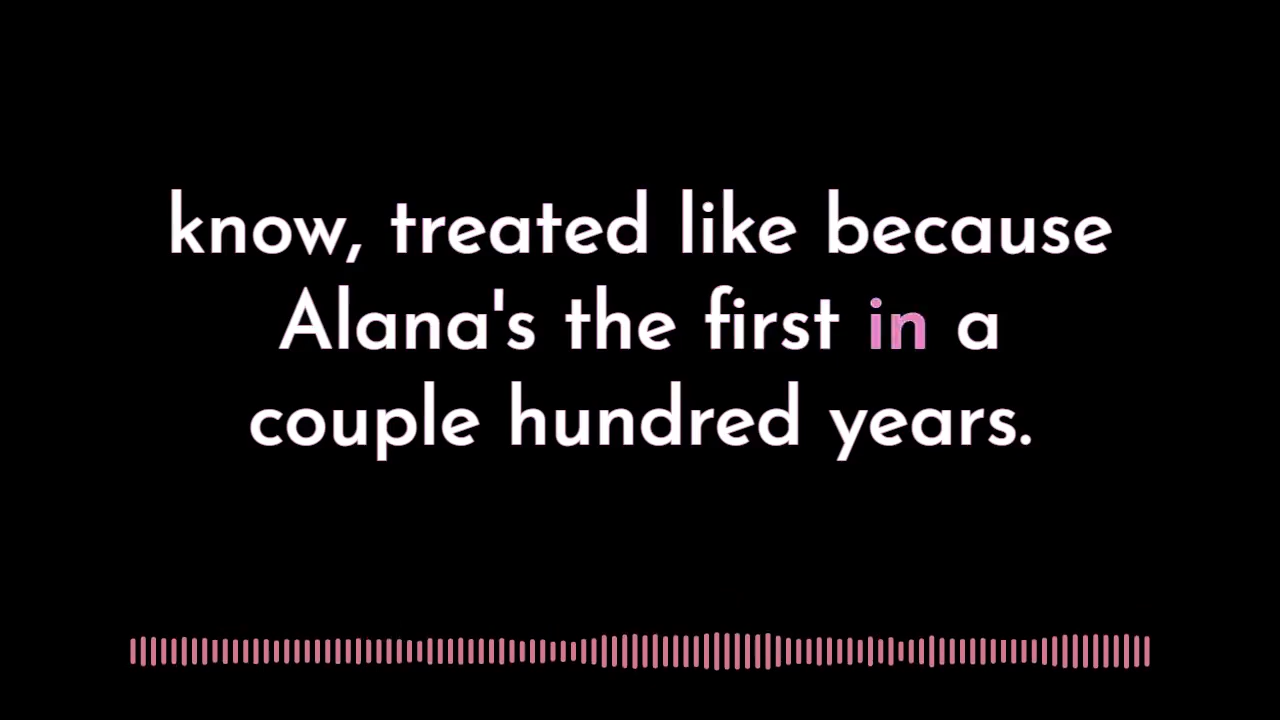 know, treated like because
Alana's the first in a
couple hundred years.